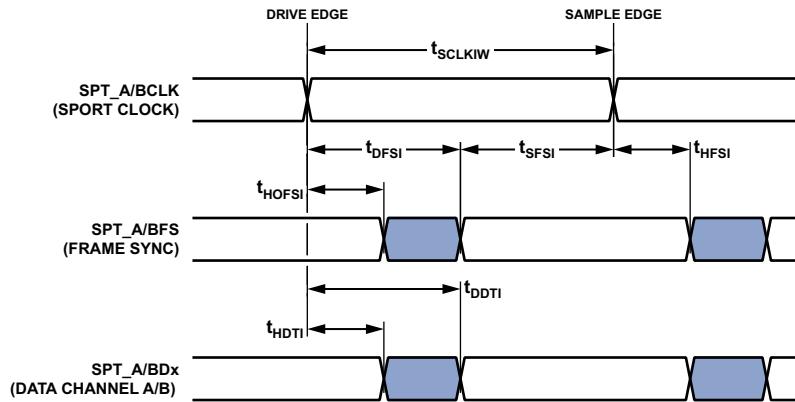 DRIVE EDGE
SAMPLE EDGE
tSCLKIW
SPT_A/BCLK
(SPORT CLOCK)
tDFSI
tSFSI
tHFSI
tHOFSI
SPT_A/BFS
(FRAME SYNC)
tDDTI
tHDTI
SPT_A/BDx
(DATA CHANNEL A/B)